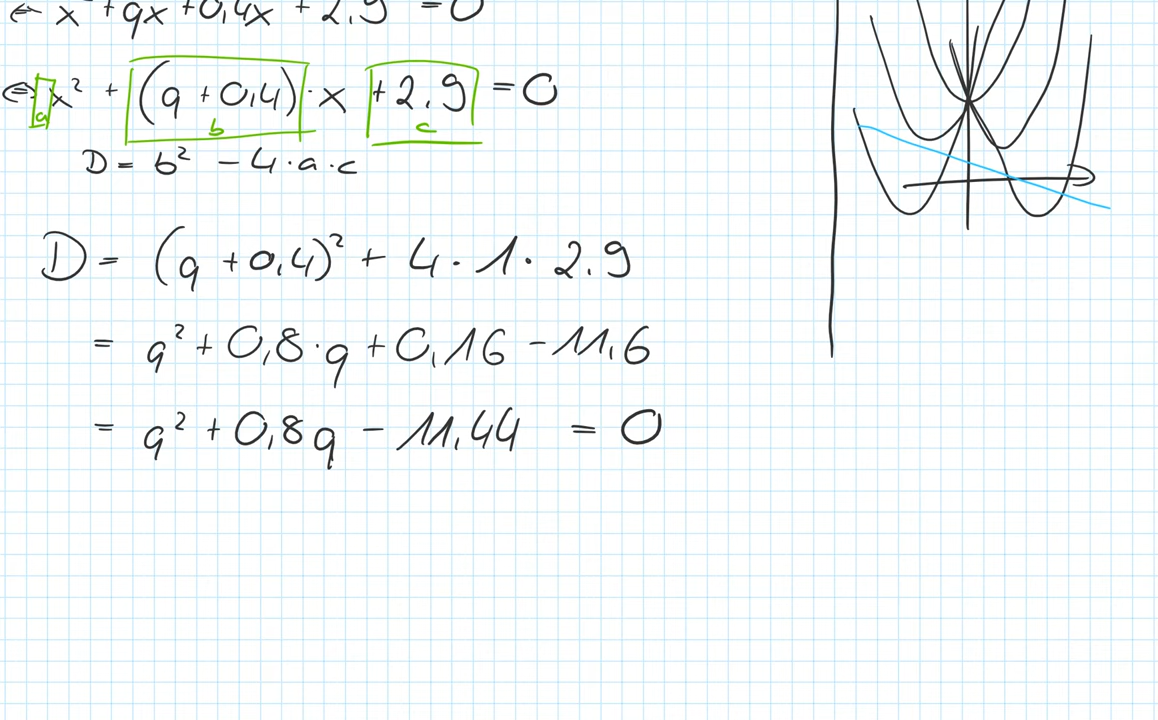 ⇐ x + qx + 0,4x + 2.9 = 0
⇔ x² + (q + 0,4) · x + 2.9 = 0
a b c
D = b² - 4 · a · c
D = (q + 0,4)² + 4 · 1 · 2.9
= q² + 0,8 · q + 0,16 - 11.6
= q² + 0,8q - 11.44 = 0